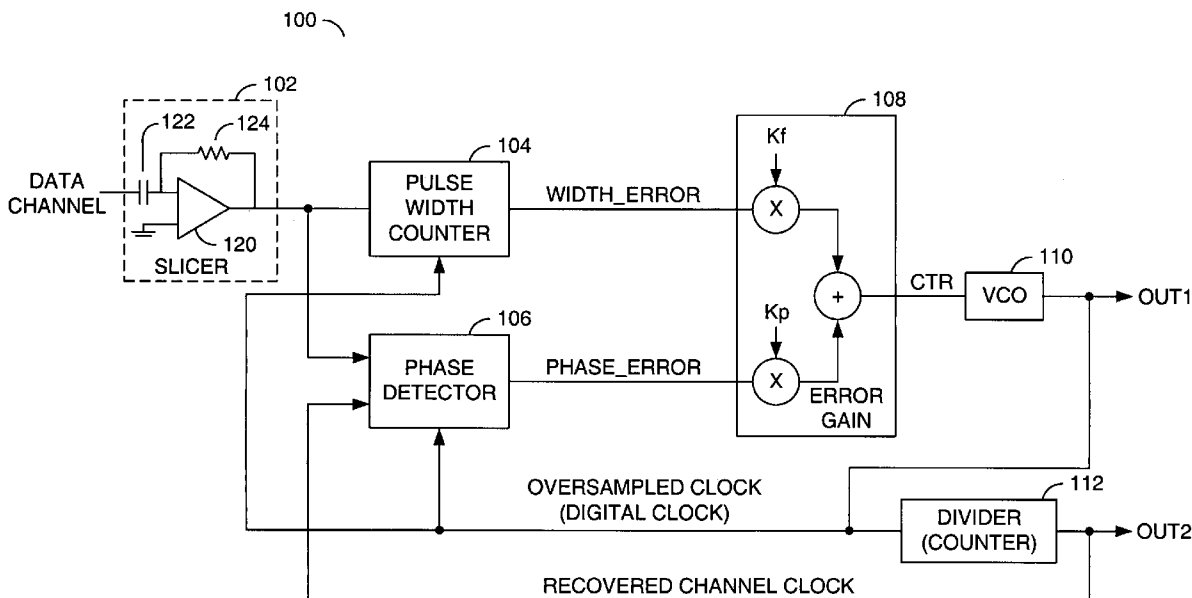 100
102
122
124
DATA
CHANNEL
120
SLICER
104
PULSE
WIDTH
COUNTER
WIDTH_ERROR
106
PHASE
DETECTOR
PHASE_ERROR
108
Kf
X
+
Kp
X
ERROR
GAIN
CTR
110
VCO
OUT1
OVERSAMPLED CLOCK
(DIGITAL CLOCK)
112
DIVIDER
(COUNTER)
OUT2
RECOVERED CHANNEL CLOCK